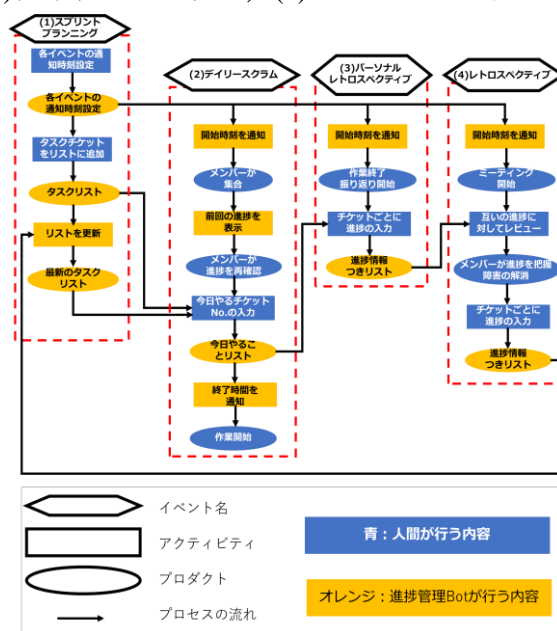 (1)スプリント
プランニング
各イベントの通
知時刻設定
各イベントの
通知時刻設定
タスクチケット
をリストに追加
タスクリスト
リストを更新
最新のタスク
リスト
(2)デイリースクラム
開始時刻を通知
メンバーが
集合
前回の進捗を
表示
メンバーが
進捗を再確認
今日やるチケット
No.の入力
今日やるこ
とリスト
終了時間を
通知
作業開始
(3)パーソナル
レトロスペクティブ
開始時刻を通知
作業終了
振り返り開始
チケットごとに
進捗の入力
進捗情報
つきリスト
(4)レトロスペクティブ
開始時刻を通知
ミーティング
開始
互いの進捗に
対してレビュー
メンバーが進捗を把握
障害の解消
チケットごとに
進捗の入力
進捗情報
つきリスト
イベント名
アクティビティ
プロダクト
プロセスの流れ
青:人間が行う内容
オレンジ:進捗管理Botが行う内容